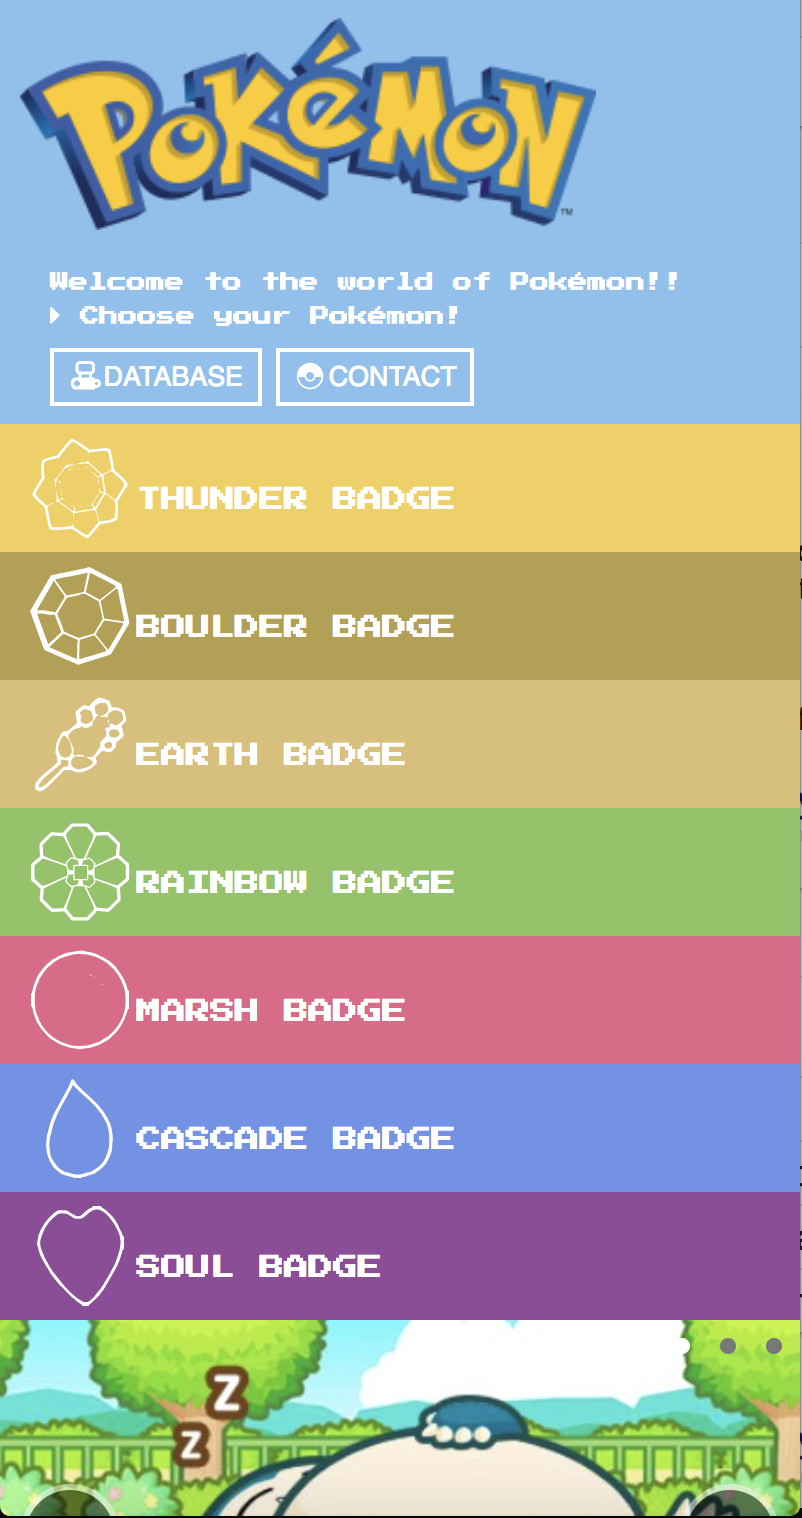 POKéMON
™
Welcome to the world of Pokémon!!
Choose your Pokémon!
DATABASE
CONTACT
THUNDER BADGE
BOULDER BADGE
EARTH BADGE
RAINBOW BADGE
MARSH BADGE
CASCADE BADGE
SOUL BADGE
Z
Z